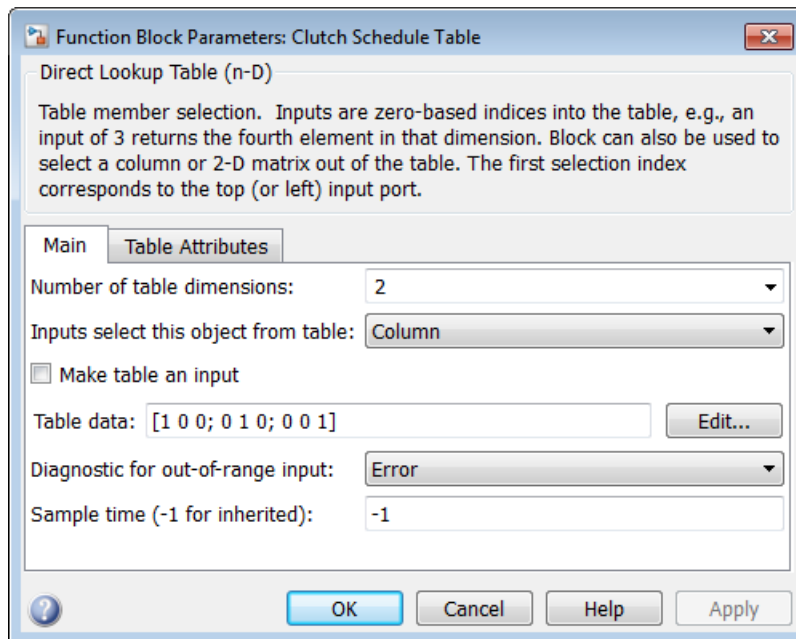 Function Block Parameters: Clutch Schedule Table
Direct Lookup Table (n-D)
Table member selection.  Inputs are zero-based indices into the table, e.g., an
input of 3 returns the fourth element in that dimension. Block can also be used to
select a column or 2-D matrix out of the table. The first selection index
corresponds to the top (or left) input port.
Main Table Attributes
Number of table dimensions: 2
Inputs select this object from table: Column
Make table an input
Table data: [1 0 0; 0 1 0; 0 0 1] Edit...
Diagnostic for out-of-range input: Error
Sample time (-1 for inherited): -1
? OK Cancel Help Apply